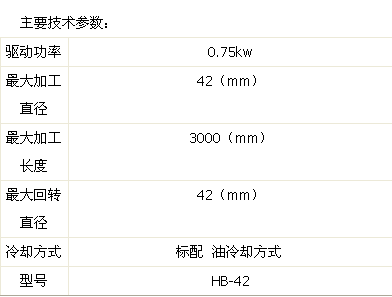 主要技术参数：
驱动功率 0.75kw
最大加工 42（mm）
直径
最大加工 3000（mm）
长度
最大回转 42（mm）
直径
冷却方式 标配 油冷却方式
型号 HB-42